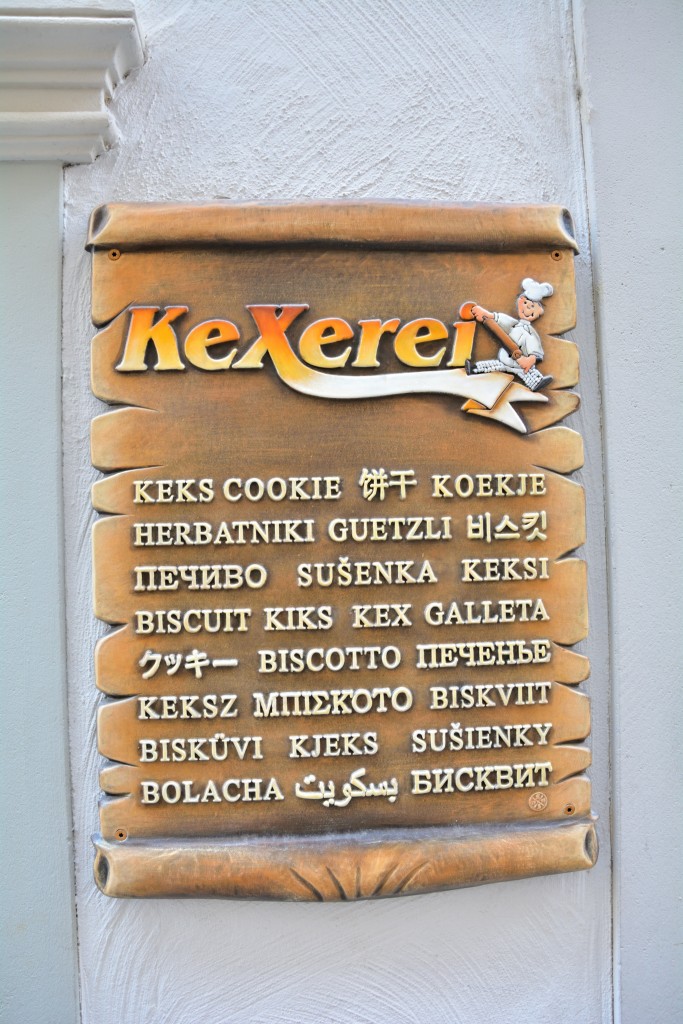 KeXerei
KEKS COOKIE 饼干 KOEKJE
HERBATNIKI GUETZLI 비스킷
ПЕЧИВО SUŠENKA KEKSI
BISCUIT KIKS KEX GALLETA
クッキー BISCOTTO ПЕЧЕНЬЕ
KEKSZ ΜΠΙΣΚΟΤΟ BISKVIIT
BISKÜVI KJEKS SUŠIENKY
BOLACHA بسكويت БИСКВИТ